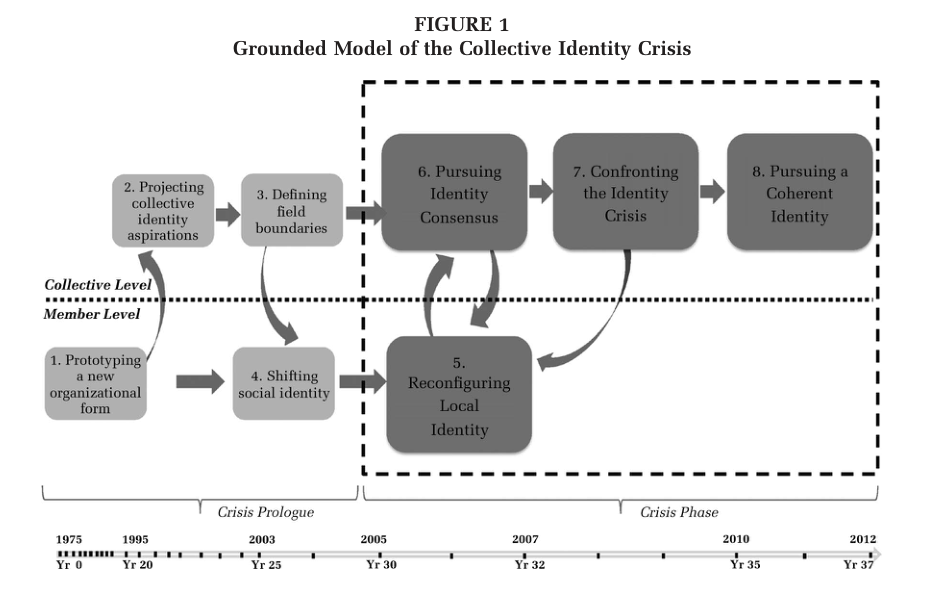 FIGURE 1
Grounded Model of the Collective Identity Crisis
2. Projecting
collective
identity
aspirations
3. Defining
field
boundaries
6. Pursuing
Identity
Consensus
7. Confronting
the Identity
Crisis
8. Pursuing a
Coherent
Identity
Collective Level
Member Level
1. Prototyping
a new
organizational
form
4. Shifting
social identity
5.
Reconfiguring
Local
Identity
Crisis Prologue
Crisis Phase
1975 1995 2003 2005 2007 2010 2012
Yr 0 Yr 20 Yr 25 Yr 30 Yr 32 Yr 35 Yr 37